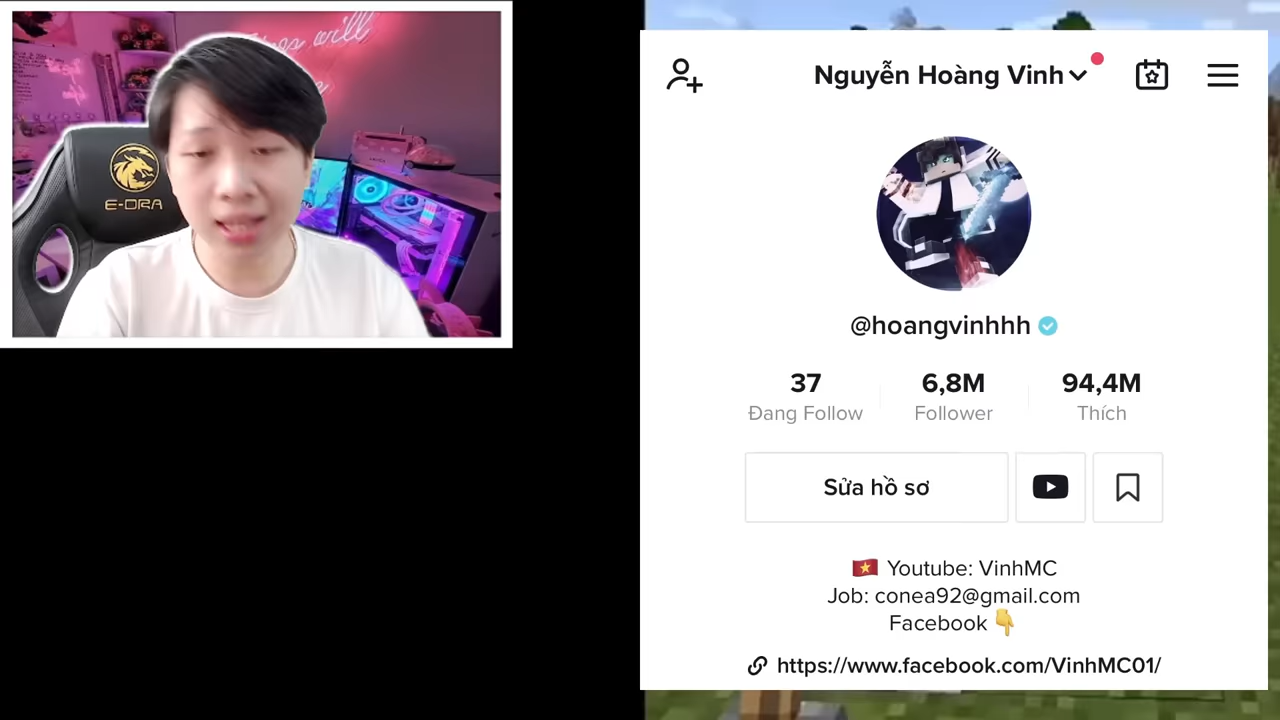 E-DRA
Nguyễn Hoàng Vinh
@hoangvinhhh
37
Đang Follow
6,8M
Follower
94,4M
Thích
Sửa hồ sơ
Youtube: VinhMC
Job: conea92@gmail.com
Facebook
https://www.facebook.com/VinhMC01/